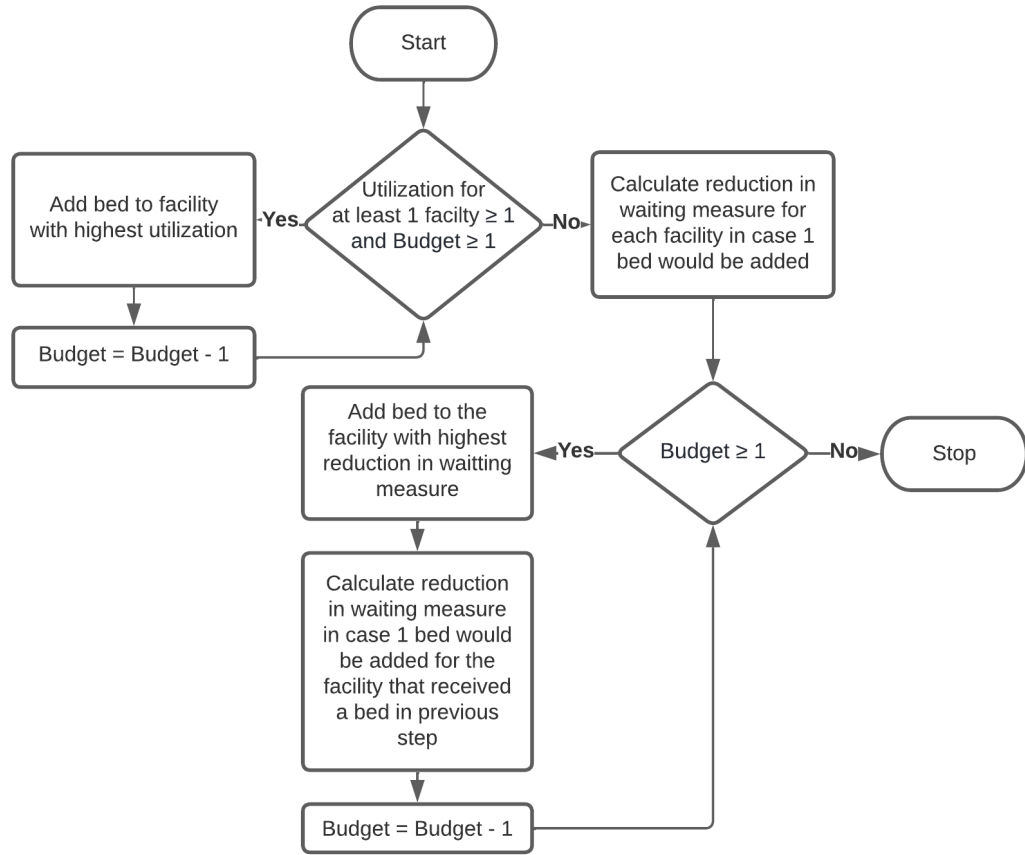 Start
Utilization for
at least 1 facilty ≥ 1
and Budget ≥ 1
Yes
Add bed to facility
with highest utilization
Budget = Budget - 1
No
Calculate reduction in
waiting measure for
each facility in case 1
bed would be added
Budget ≥ 1
No
Stop
Yes
Add bed to the
facility with highest
reduction in waitting
measure
Calculate reduction
in waiting measure
in case 1 bed would
be added for the
facility that received
a bed in previous
step
Budget = Budget - 1